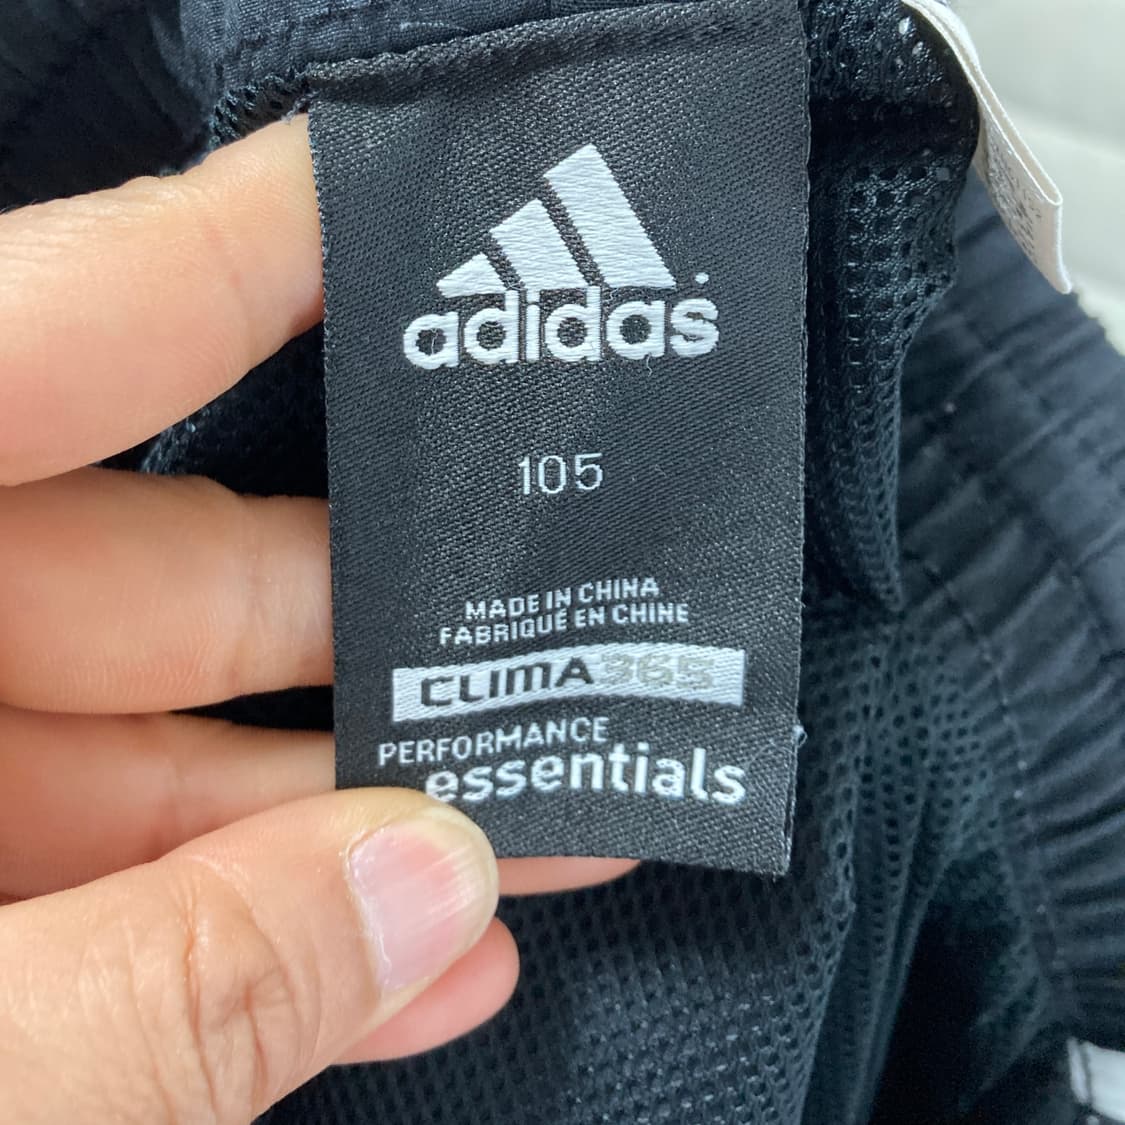 adidas
105
MADE IN CHINA
FABRIQUÉ EN CHINE
CLIMA365
PERFORMANCE
essentials